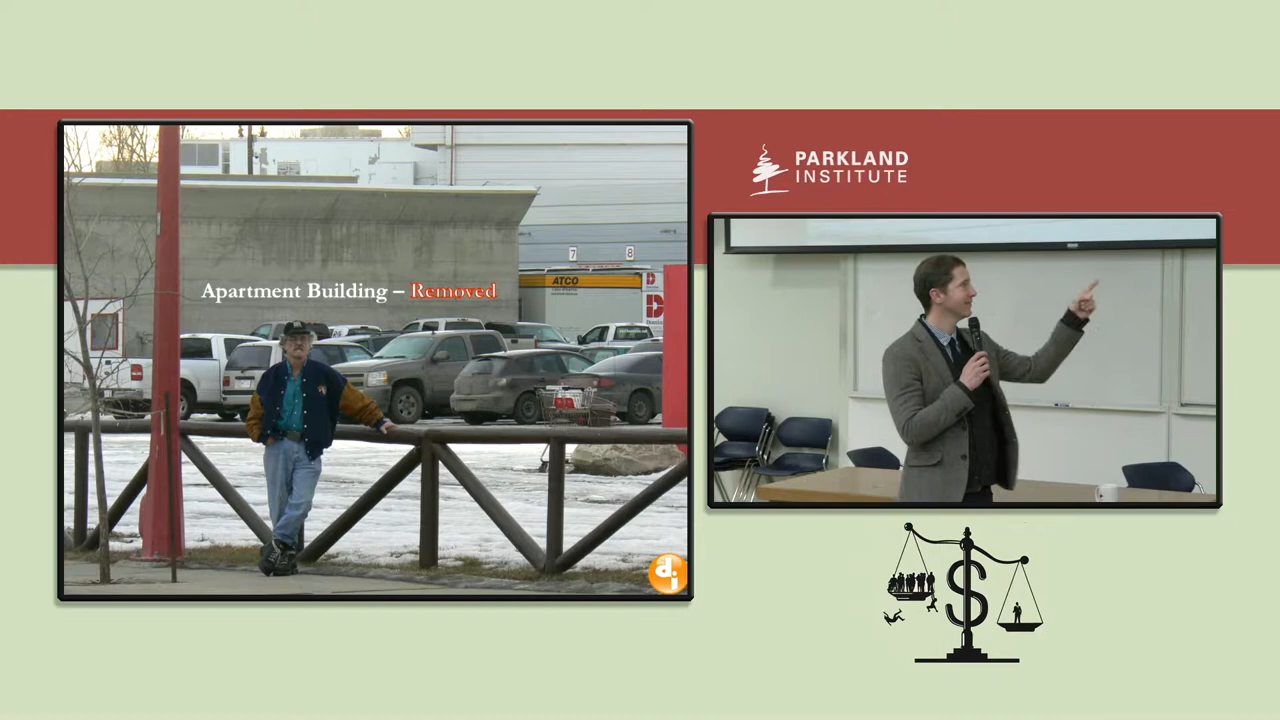 Apartment Building – Removed
PARKLAND
INSTITUTE
7
8
ATCO
D
D
$
d.i